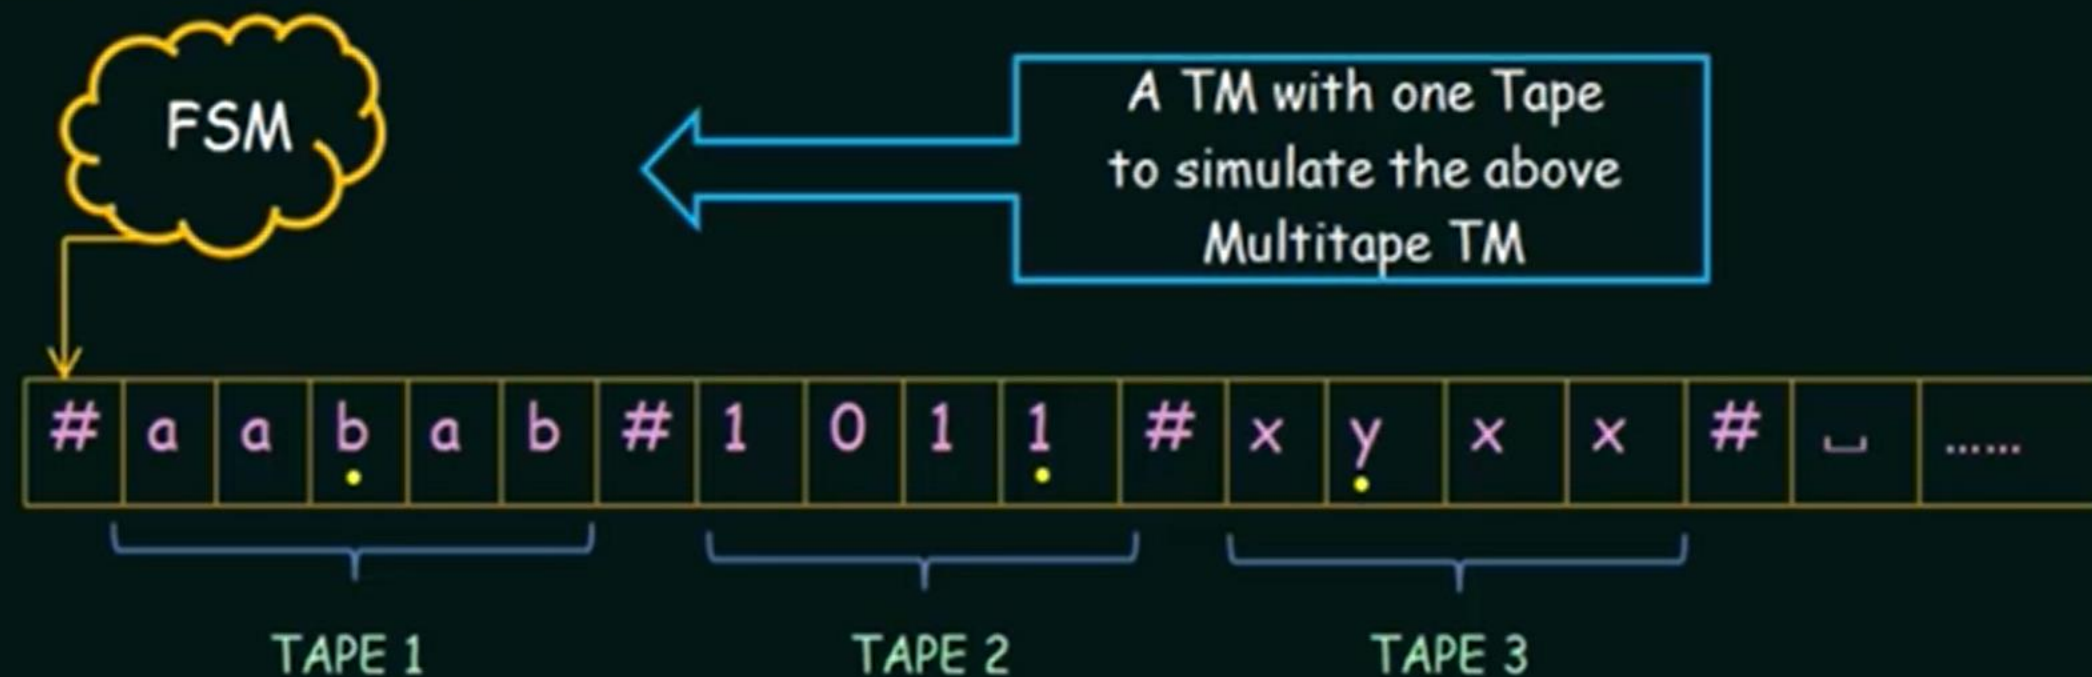 FSM
A TM with one Tape
to simulate the above
Multitape TM
# a a b a b # 1 0 1 1 # x y x x # ⎵ ......
TAPE 1 TAPE 2 TAPE 3